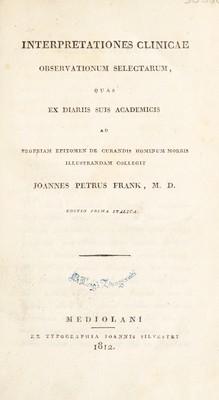 INTERPRETATIONES CLINICAE
OBSERVATIONUM SELECTARUM,
QUAS
EX DIARIIS SUIS ACADEMICIS
AD
PROPRIAM EPITOMEN DE CURANDIS HOMINUM MORBIS
ILLUSTRANDAM COLLEGIT
JOANNES PETRUS FRANK, M. D.
EDITIO PRIMA ITALICA.
MEDIOLANI
EX TYPOGRAPHIA JOANNIS SILVESTRI
1812.